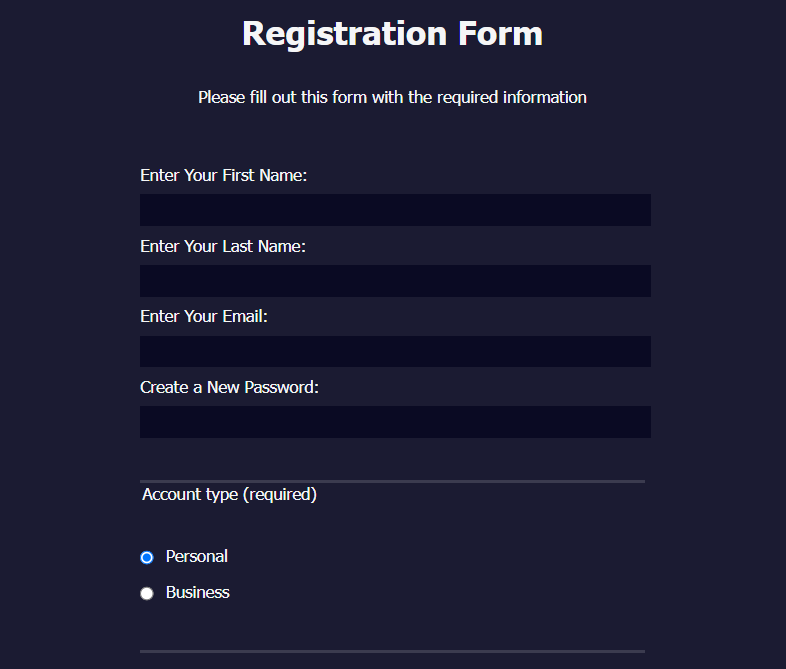 Registration Form
Please fill out this form with the required information
Enter Your First Name:
Enter Your Last Name:
Enter Your Email:
Create a New Password:
Account type (required)
Personal
Business